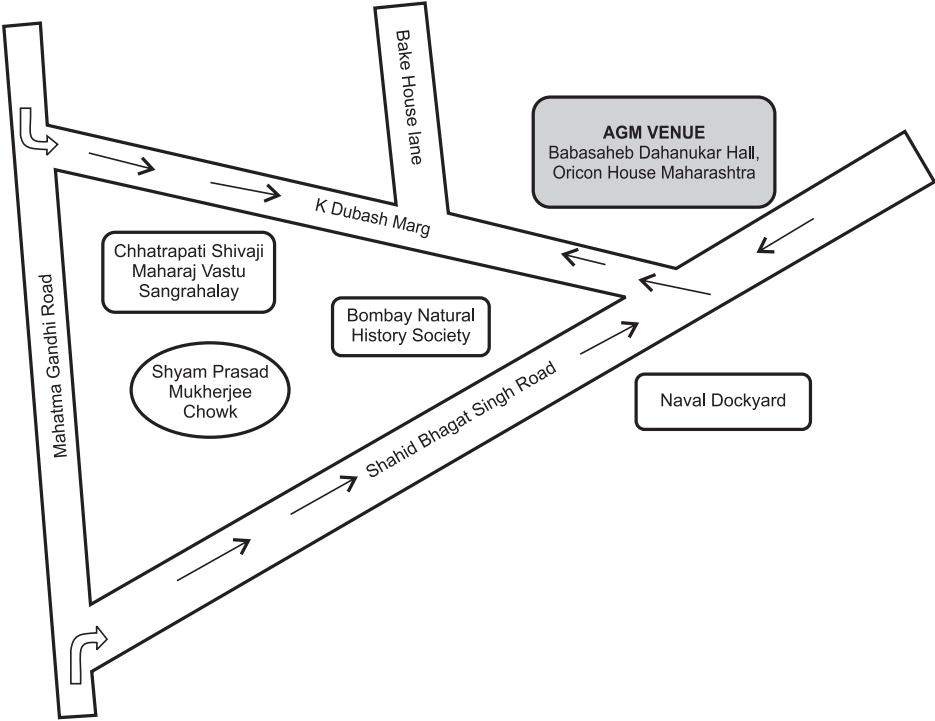 Bake House lane
AGM VENUE
Babasaheb Dahanukar Hall,
Oricon House Maharashtra
K Dubash Marg
Chhatrapati Shivaji
Maharaj Vastu
Sangrahalay
Mahatma Gandhi Road
Bombay Natural
History Society
Shyam Prasad
Mukherjee
Chowk
Shahid Bhagat Singh Road
Naval Dockyard